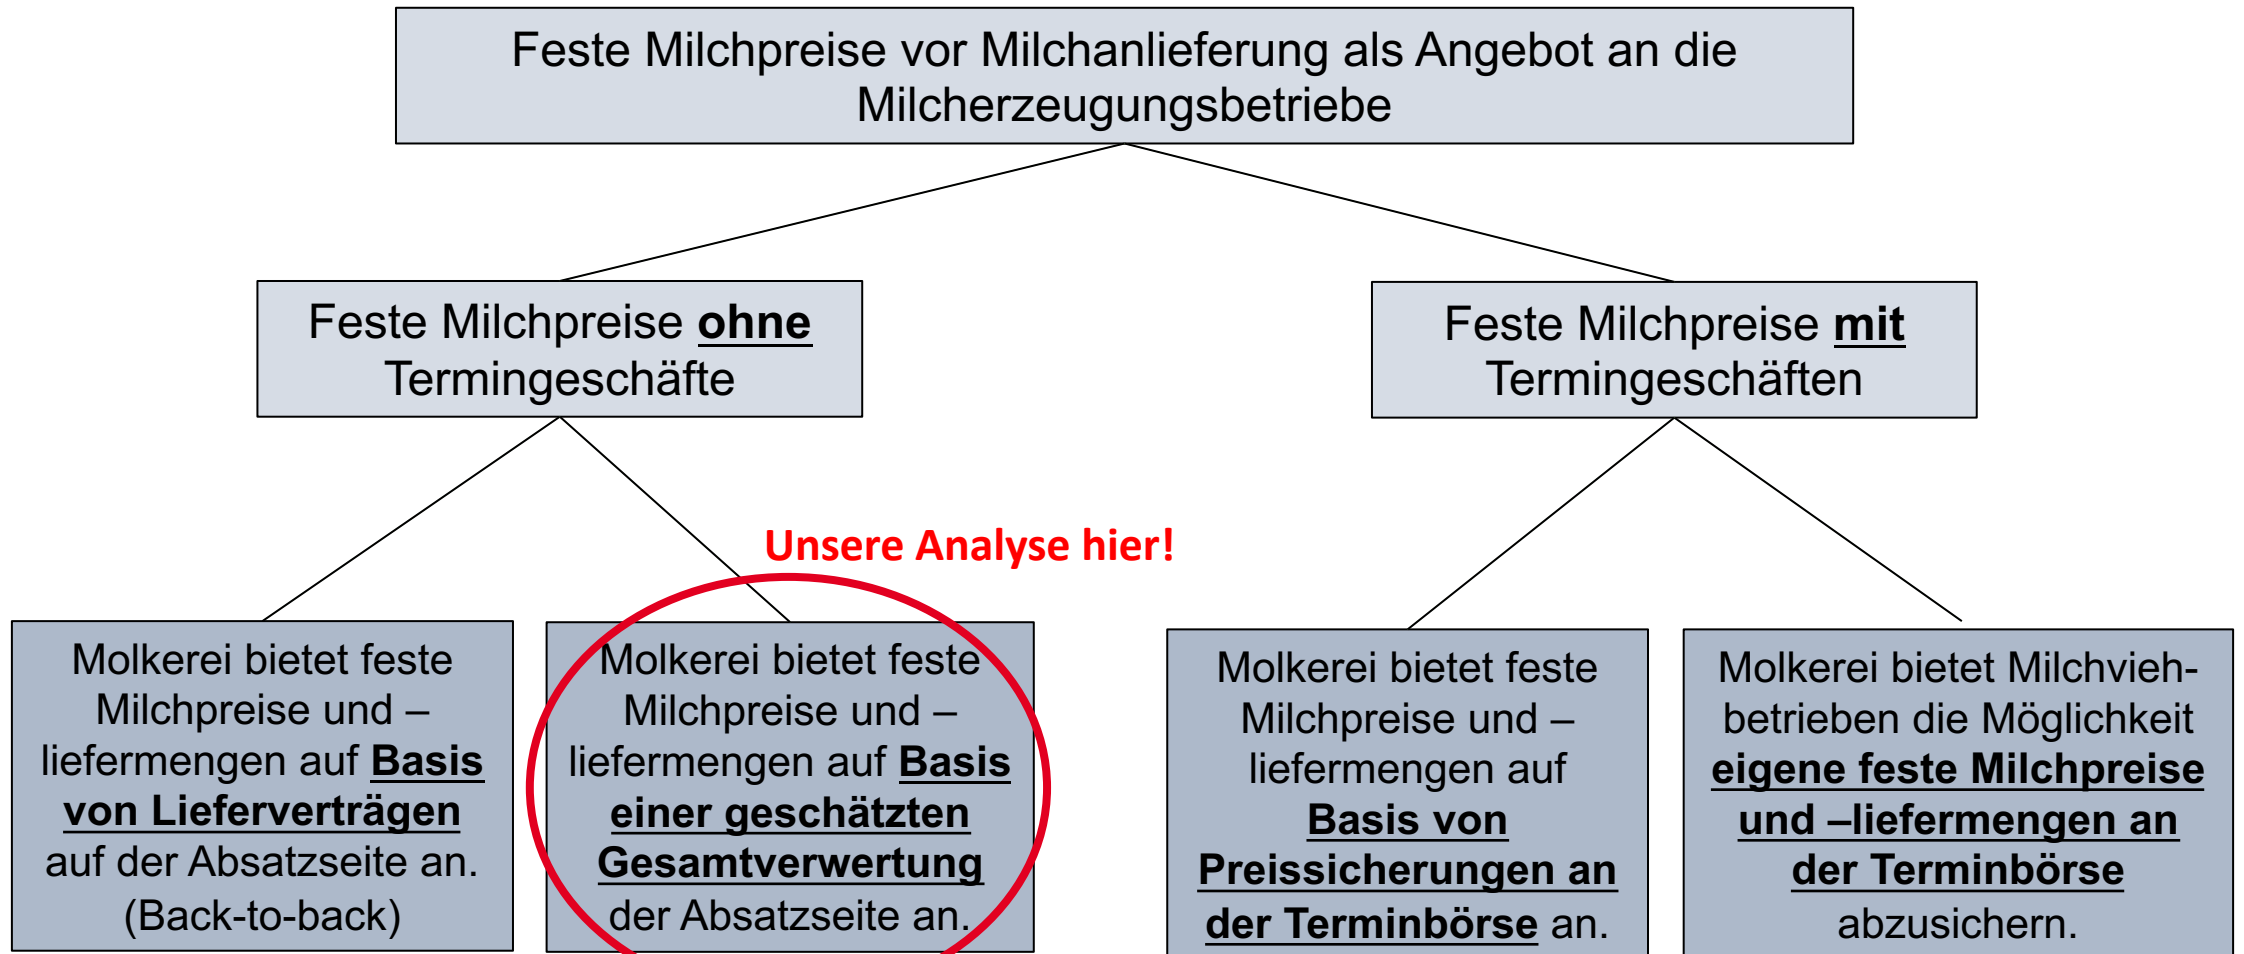 Feste Milchpreise vor Milchanlieferung als Angebot an die
Milcherzeugungsbetriebe
Feste Milchpreise ohne
Termingeschäfte
Feste Milchpreise mit
Termingeschäften
Unsere Analyse hier!
Molkerei bietet feste
Milchpreise und –
liefermengen auf Basis
von Lieferverträgen
auf der Absatzseite an.
(Back-to-back)
Molkerei bietet feste
Milchpreise und –
liefermengen auf Basis
einer geschätzten
Gesamtverwertung
der Absatzseite an.
Molkerei bietet feste
Milchpreise und –
liefermengen auf
Basis von
Preissicherungen an
der Terminbörse an.
Molkerei bietet Milchvieh-
betrieben die Möglichkeit
eigene feste Milchpreise
und –liefermengen an
der Terminbörse
abzusichern.